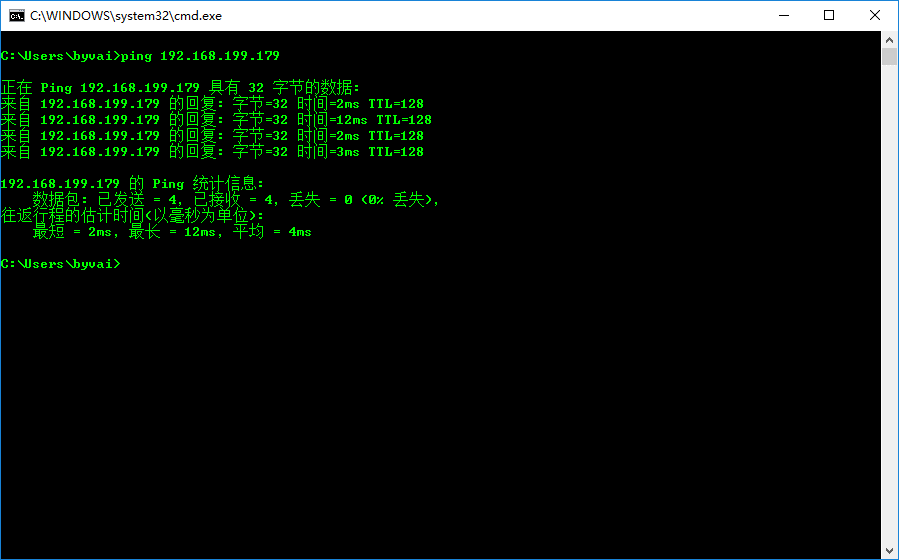 C:\WINDOWS\system32\cmd.exe
C:\Users\byvai>ping 192.168.199.179
正在 Ping 192.168.199.179 具有 32 字节的数据:
来自 192.168.199.179 的回复: 字节=32 时间=2ms TTL=128
来自 192.168.199.179 的回复: 字节=32 时间=12ms TTL=128
来自 192.168.199.179 的回复: 字节=32 时间=2ms TTL=128
来自 192.168.199.179 的回复: 字节=32 时间=3ms TTL=128
192.168.199.179 的 Ping 统计信息:
数据包: 已发送 = 4, 已接收 = 4, 丢失 = 0 (0% 丢失),
往返行程的估计时间(以毫秒为单位):
最短 = 2ms, 最长 = 12ms, 平均 = 4ms
C:\Users\byvai>